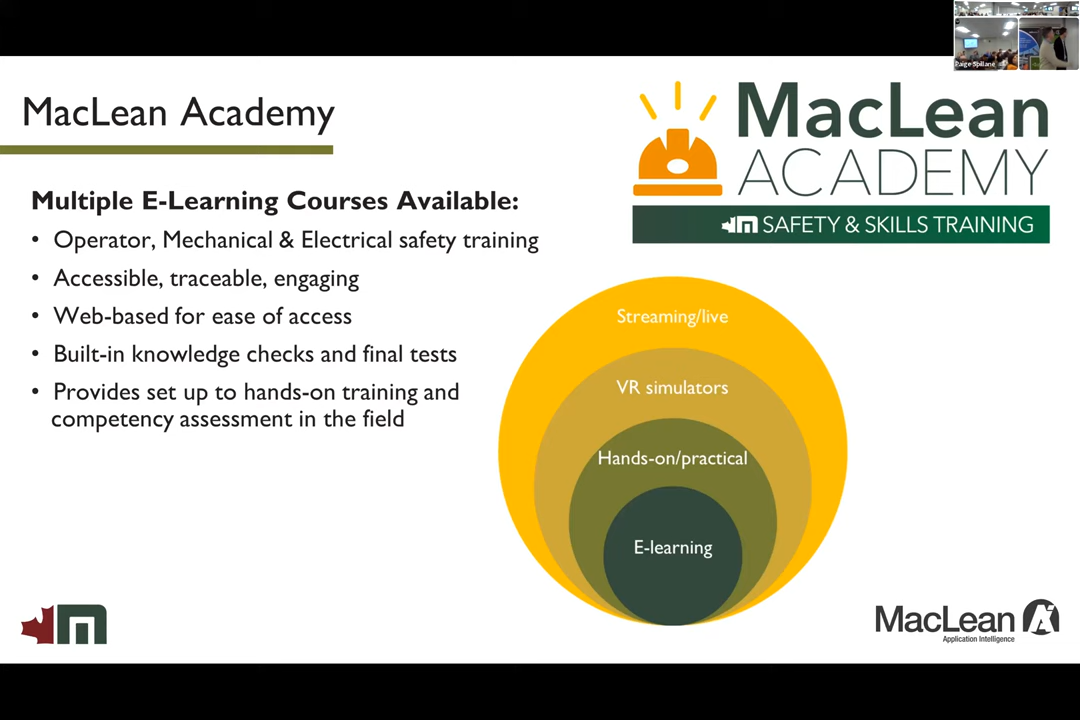 Paige Spillane
MacLean Academy
MacLean
ACADEMY
SAFETY & SKILLS TRAINING
Multiple E-Learning Courses Available:
• Operator, Mechanical & Electrical safety training
• Accessible, traceable, engaging
• Web-based for ease of access
• Built-in knowledge checks and final tests
• Provides set up to hands-on training and
competency assessment in the field
Streaming/live
VR simulators
Hands-on/practical
E-learning
MacLean
Application Intelligence